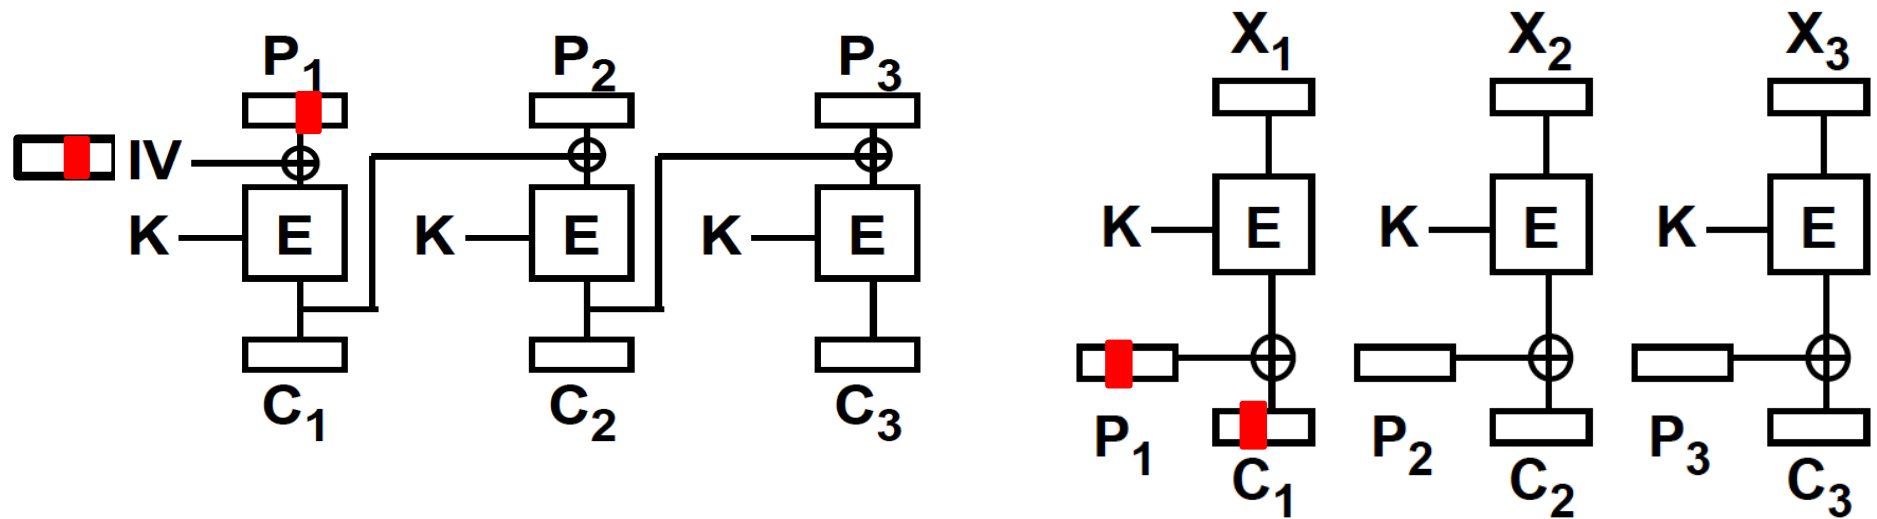 P1 P2 P3
IV
K E K E K E
C1 C2 C3
X1 X2 X3
K E K E K E
P1 P2 P3
C1 C2 C3